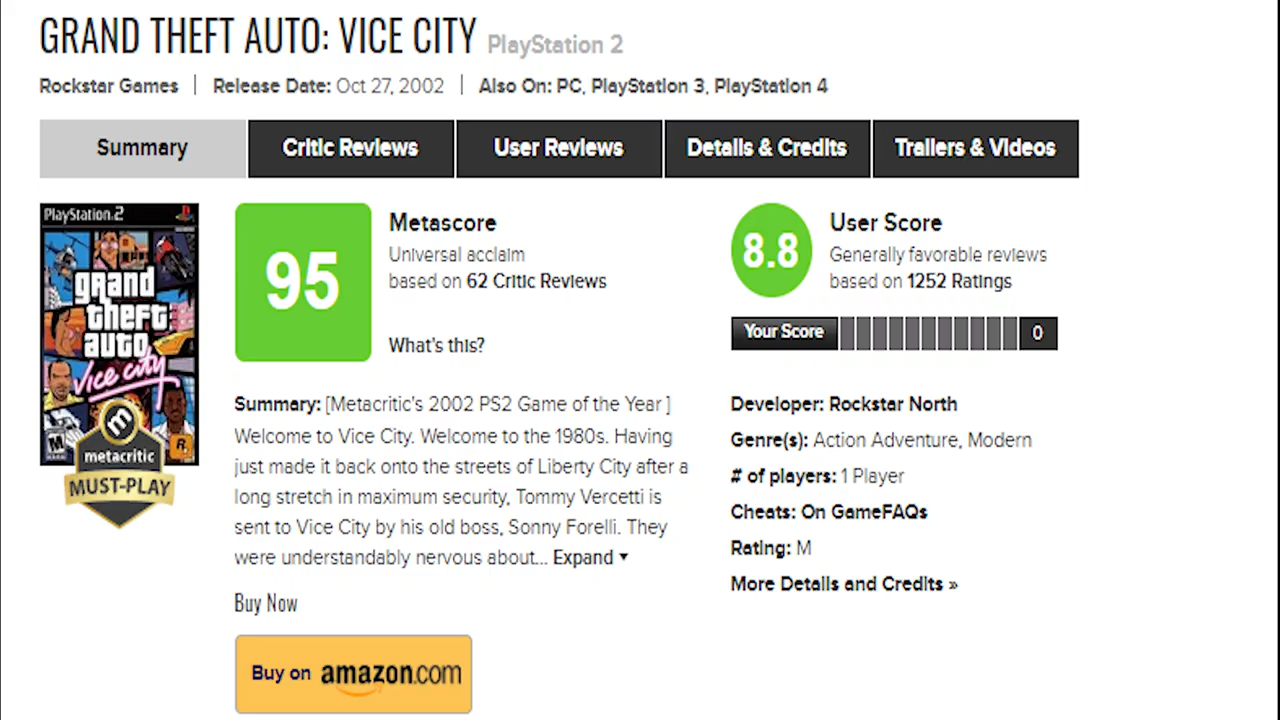 GRAND THEFT AUTO: VICE CITY PlayStation 2
Rockstar Games | Release Date: Oct 27, 2002 | Also On: PC, PlayStation 3, PlayStation 4
Summary Critic Reviews User Reviews Details & Credits Trailers & Videos
PlayStation.2
grand
theft
auto
vice city
M
R
metacritic
MUST-PLAY
95
Metascore
Universal acclaim
based on 62 Critic Reviews
What's this?
8.8
User Score
Generally favorable reviews
based on 1252 Ratings
Your Score 0
Summary: [Metacritic's 2002 PS2 Game of the Year ]
Welcome to Vice City. Welcome to the 1980s. Having
just made it back onto the streets of Liberty City after a
long stretch in maximum security, Tommy Vercetti is
sent to Vice City by his old boss, Sonny Forelli. They
were understandably nervous about... Expand ▾
Buy Now
Buy on amazon.com
Developer: Rockstar North
Genre(s): Action Adventure, Modern
# of players: 1 Player
Cheats: On GameFAQs
Rating: M
More Details and Credits »